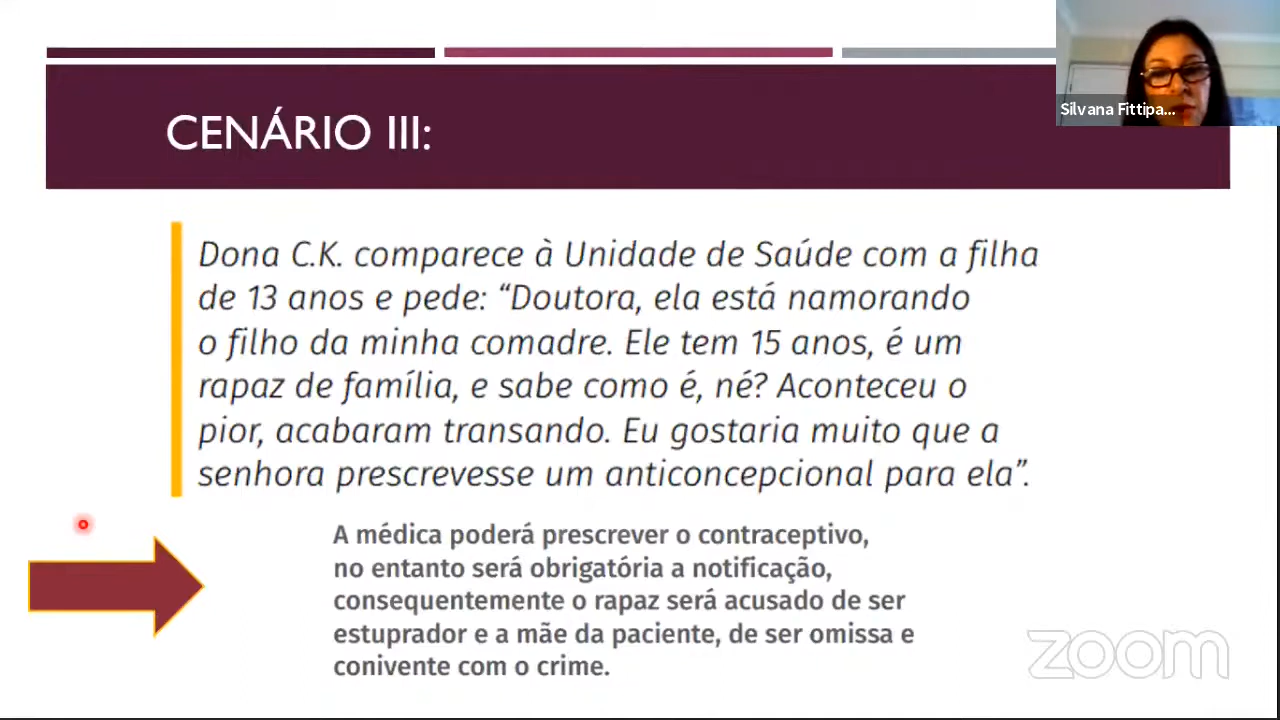 Silvana Fittipa...
CENÁRIO III:
Dona C.K. comparece à Unidade de Saúde com a filha
de 13 anos e pede: “Doutora, ela está namorando
o filho da minha comadre. Ele tem 15 anos, é um
rapaz de família, e sabe como é, né? Aconteceu o
pior, acabaram transando. Eu gostaria muito que a
senhora prescrevesse um anticoncepcional para ela”.
A médica poderá prescrever o contraceptivo,
no entanto será obrigatória a notificação,
consequentemente o rapaz será acusado de ser
estuprador e a mãe da paciente, de ser omissa e
conivente com o crime.
zoom